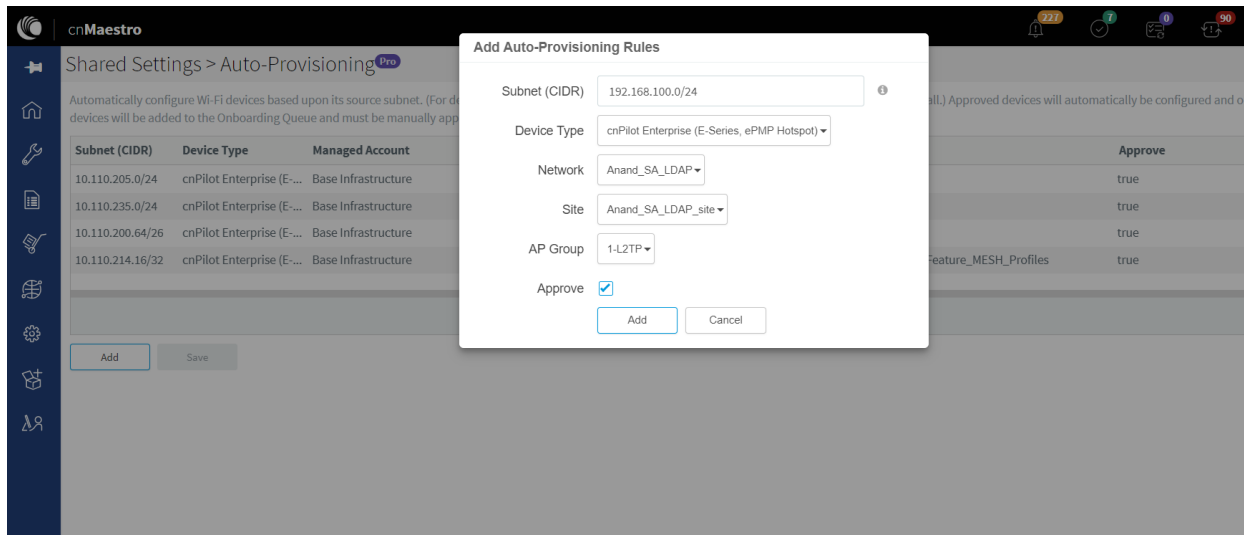 cnMaestro
227
7
0
90
Shared Settings > Auto-Provisioning Pro
Automatically configure Wi-Fi devices based upon its source subnet. (For de
all.) Approved devices will automatically be configured and o
devices will be added to the Onboarding Queue and must be manually app
Subnet (CIDR) Device Type Managed Account Approve
10.110.205.0/24 cnPilot Enterprise (E-... Base Infrastructure true
10.110.235.0/24 cnPilot Enterprise (E-... Base Infrastructure true
10.110.200.64/26 cnPilot Enterprise (E-... Base Infrastructure true
10.110.214.16/32 cnPilot Enterprise (E-... Base Infrastructure Feature_MESH_Profiles true
Add Save
Add Auto-Provisioning Rules
Subnet (CIDR) 192.168.100.0/24
Device Type cnPilot Enterprise (E-Series, ePMP Hotspot)
Network Anand_SA_LDAP
Site Anand_SA_LDAP_site
AP Group 1-L2TP
Approve
Add Cancel